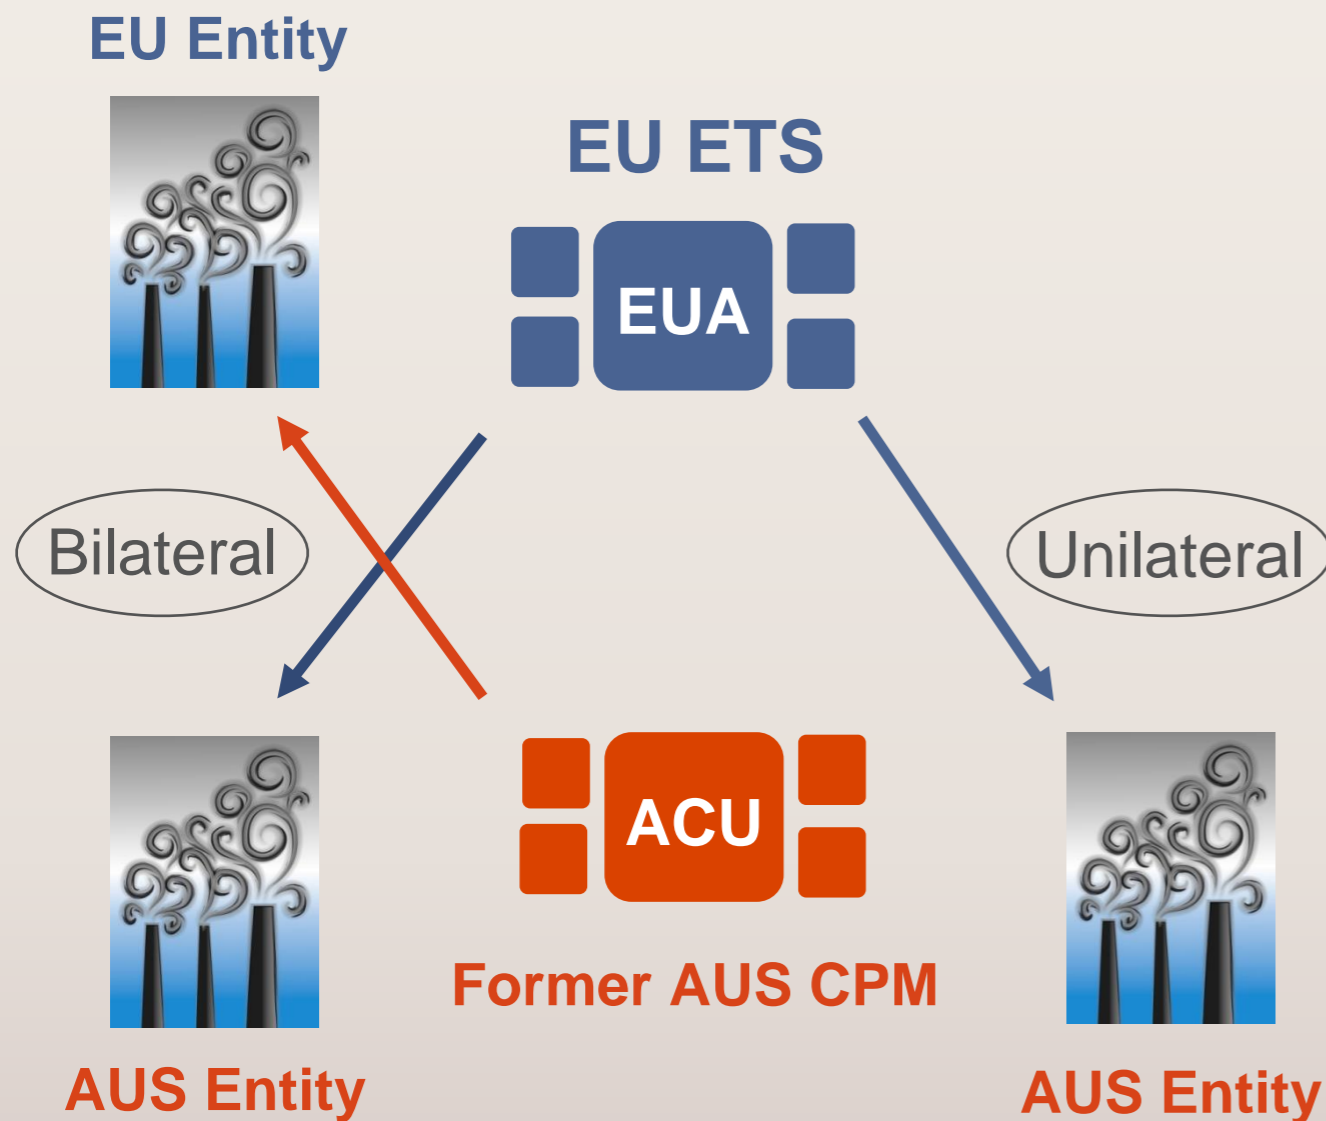 EU Entity
EU ETS
EUA
Bilateral
Unilateral
ACU
Former AUS CPM
AUS Entity
AUS Entity